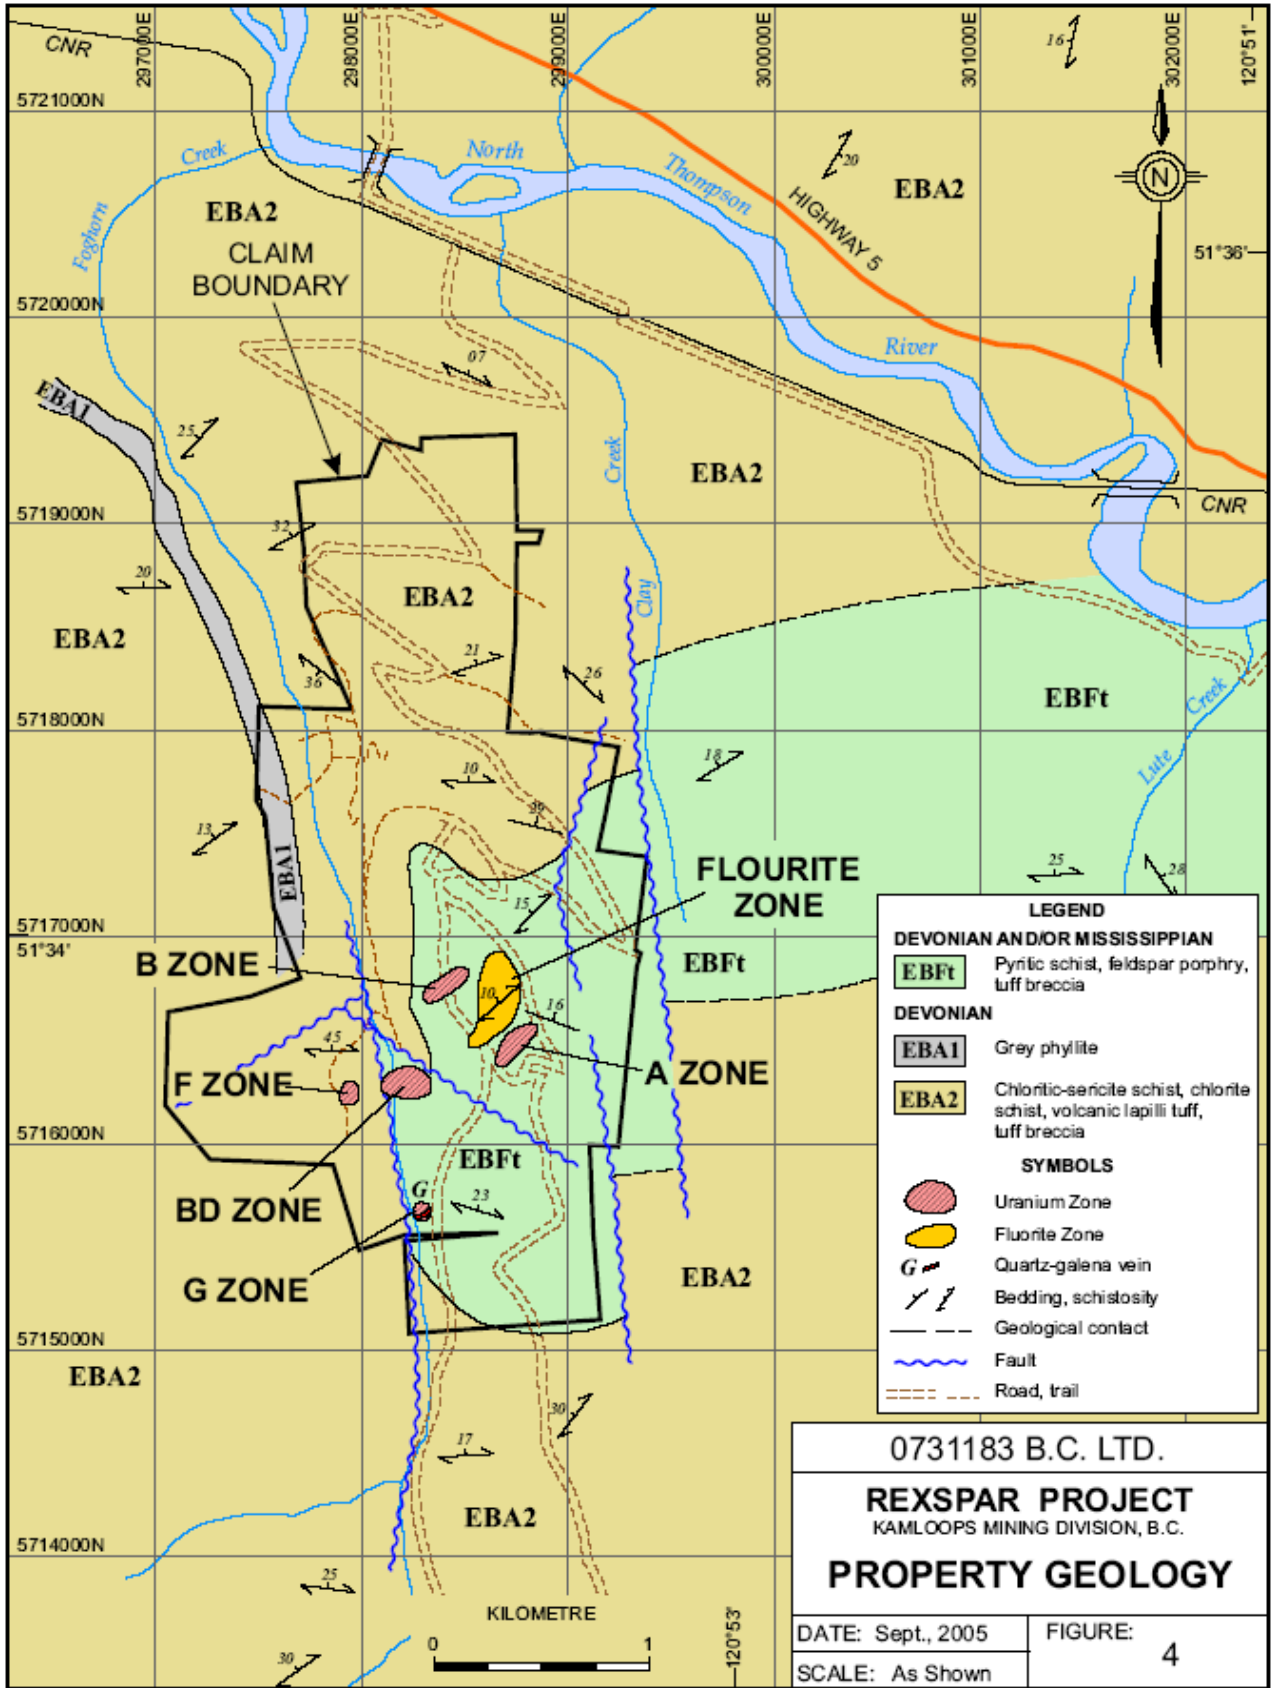 CNR
297000E
298000E
299000E
300000E
301000E
302000E
120°51'
16
5721000N
Creek
North
Thompson
20
HIGHWAY 5
EBA2
N
EBA2
Foghorn
CLAIM
BOUNDARY
51°36'
5720000N
River
07
EBA1
25
Creek
EBA2
CNR
5719000N
32
20
EBA2
Clay
EBA2
21
26
36
EBFt
Creek
5718000N
18
Lute
10
22
13
EBA1
FLOURITE
ZONE
25
28
15
5717000N
51°34'
B ZONE
EBFt
10
16
45
F ZONE
A ZONE
5716000N
EBFt
BD ZONE
G
23
G ZONE
EBA2
5715000N
EBA2
30
17
EBA2
5714000N
25
30
KILOMETRE
0 1
120°53'
LEGEND
DEVONIAN AND/OR MISSISSIPPIAN
EBFt Pyritic schist, feldspar porphry,
tuff breccia
DEVONIAN
EBA1 Grey phyllite
EBA2 Chloritic-sericite schist, chlorite
schist, volcanic lapilli tuff,
tuff breccia
SYMBOLS
Uranium Zone
Fluorite Zone
G Quartz-galena vein
Bedding, schistosity
Geological contact
Fault
Road, trail
0731183 B.C. LTD.
REXSPAR PROJECT
KAMLOOPS MINING DIVISION, B.C.
PROPERTY GEOLOGY
DATE: Sept., 2005
FIGURE:
4
SCALE: As Shown